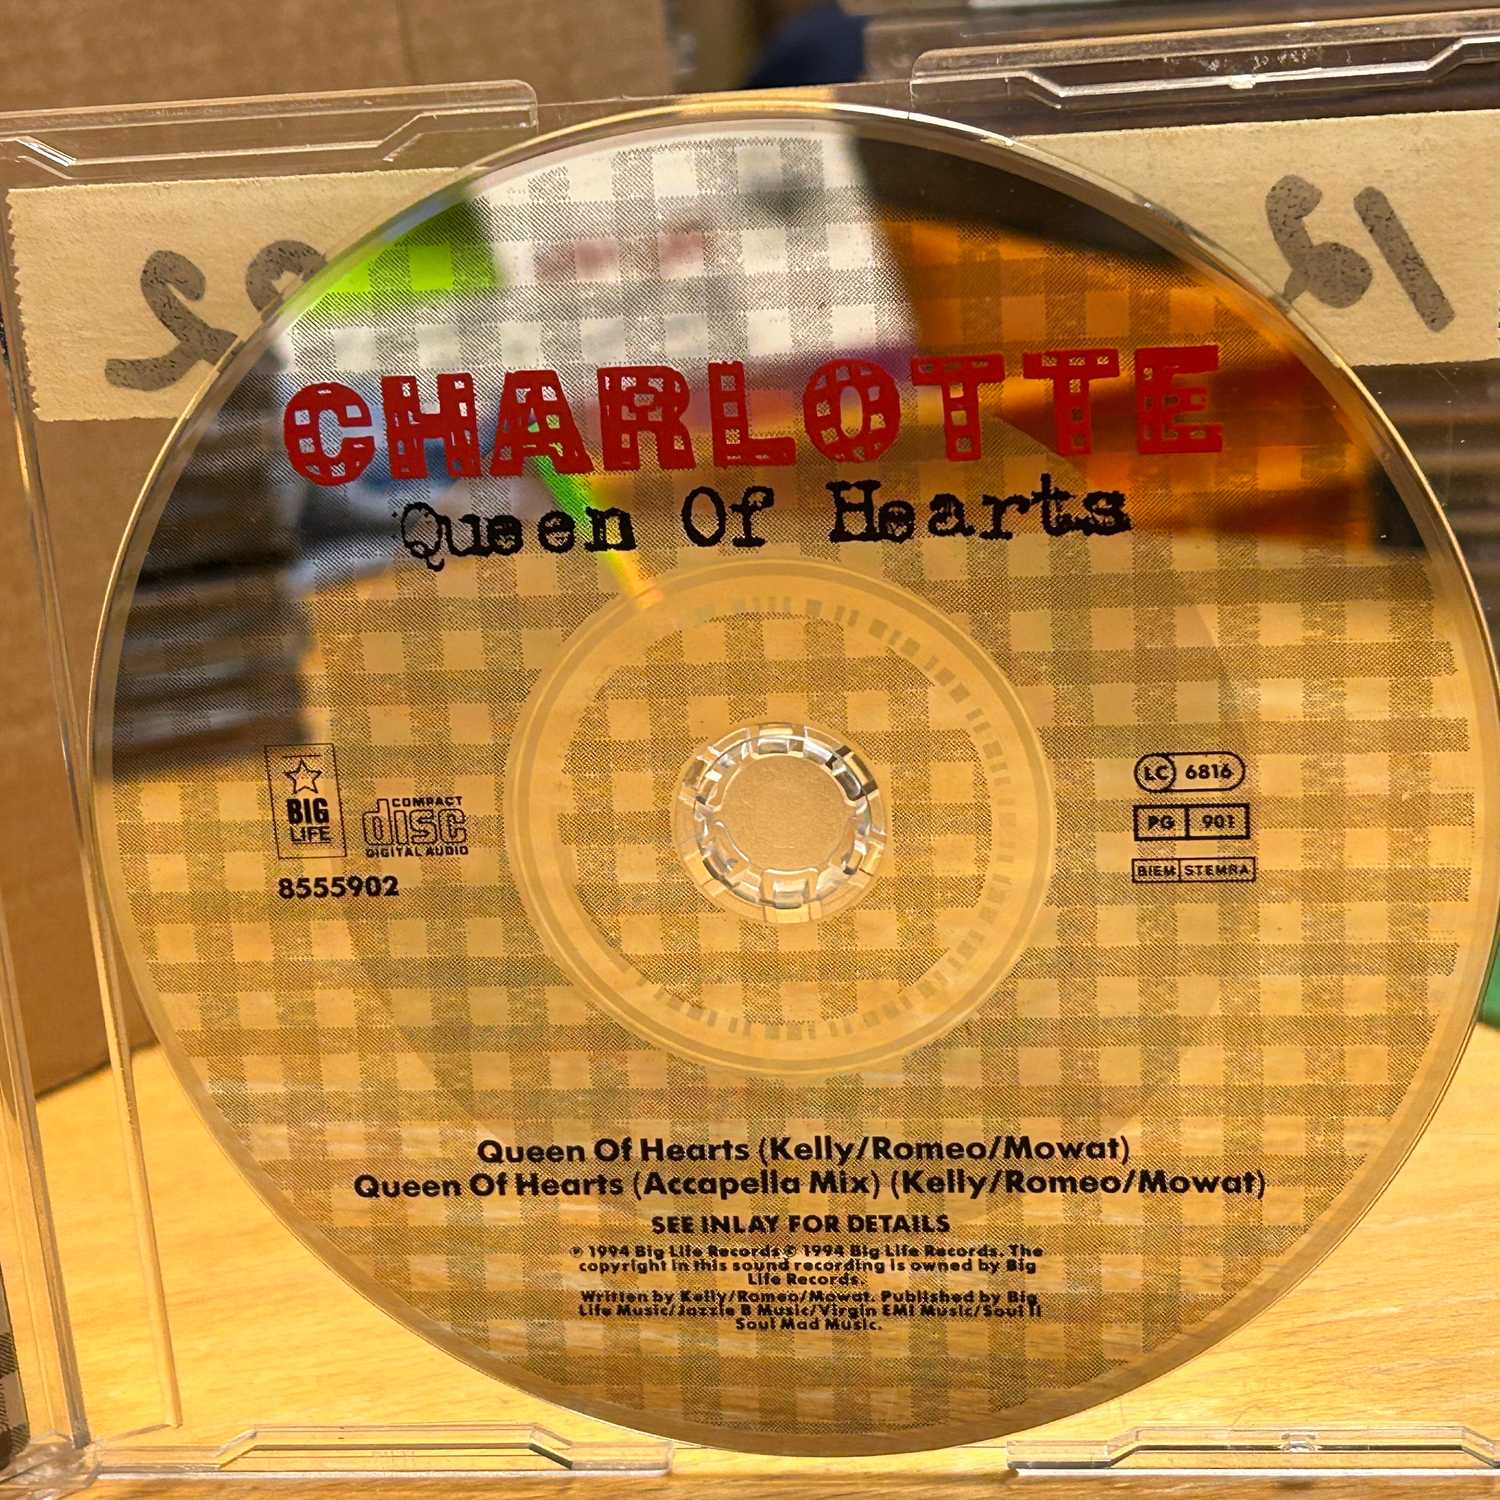 CHARLOTTE
Queen Of Hearts
BIG
LIFE
COMPACT
disc
DIGITAL AUDIO
8555902
LC 6816
PG 901
BIEM STEMRA
Queen Of Hearts (Kelly/Romeo/Mowat)
Queen Of Hearts (Accapella Mix) (Kelly/Romeo/Mowat)
SEE INLAY FOR DETAILS
℗ 1994 Big Life Records © 1994 Big Life Records. The
copyright in this sound recording is owned by Big
Life Records.
Written by Kelly/Romeo/Mowat. Published by Big
Life Music/Jazzie B Music/Virgin EMI Music/Soul II
Soul Mad Music.